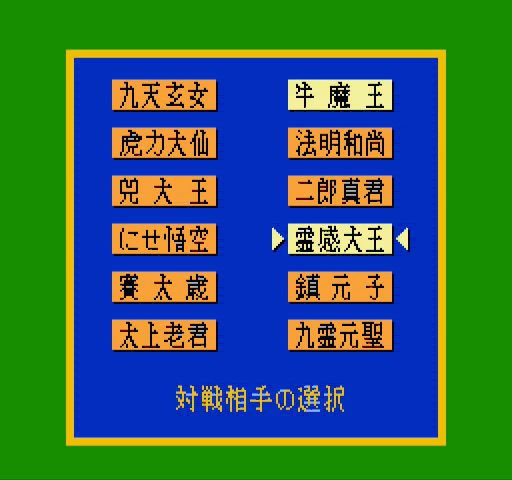 九天玄女 牛魔王
虎力大仙 法明和尚
兕大王 二郎真君
にせ悟空 霊感大王
賽太歳 鎮元子
太上老君 九霊元聖
対戦相手の選択